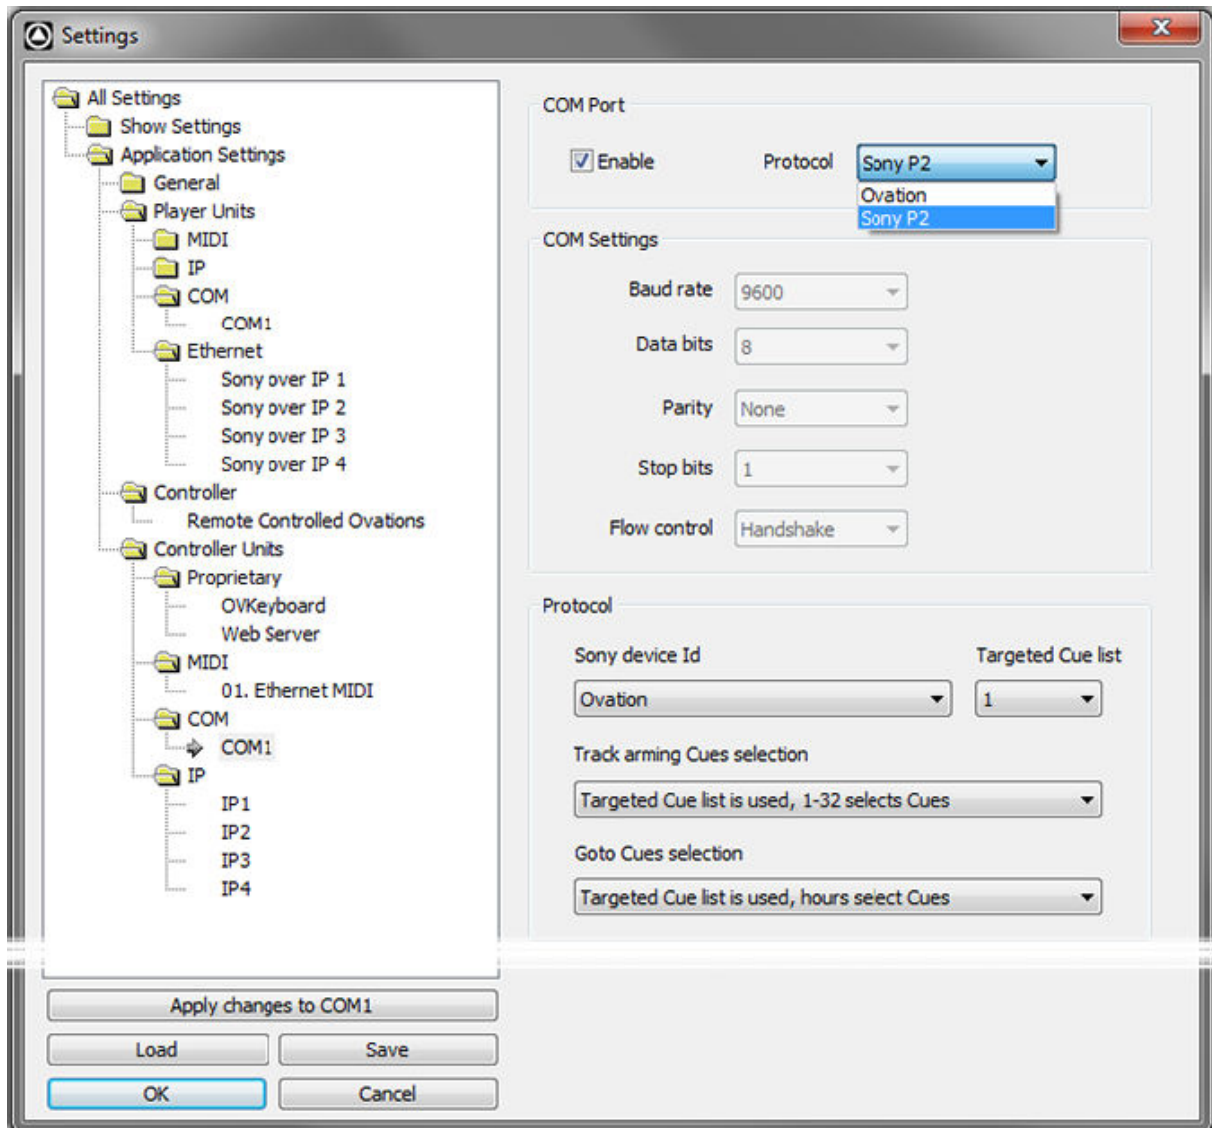 Settings
All Settings
Show Settings
Application Settings
General
Player Units
MIDI
IP
COM
COM1
Ethernet
Sony over IP 1
Sony over IP 2
Sony over IP 3
Sony over IP 4
Controller
Remote Controlled Ovations
Controller Units
Proprietary
OVKeyboard
Web Server
MIDI
01. Ethernet MIDI
COM
COM1
IP
IP1
IP2
IP3
IP4
Apply changes to COM1
Load Save
OK Cancel
COM Port
Enable Protocol Sony P2
Ovation
Sony P2
COM Settings
Baud rate 9600
Data bits 8
Parity None
Stop bits 1
Flow control Handshake
Protocol
Sony device Id Targeted Cue list
Ovation 1
Track arming Cues selection
Targeted Cue list is used, 1-32 selects Cues
Goto Cues selection
Targeted Cue list is used, hours select Cues